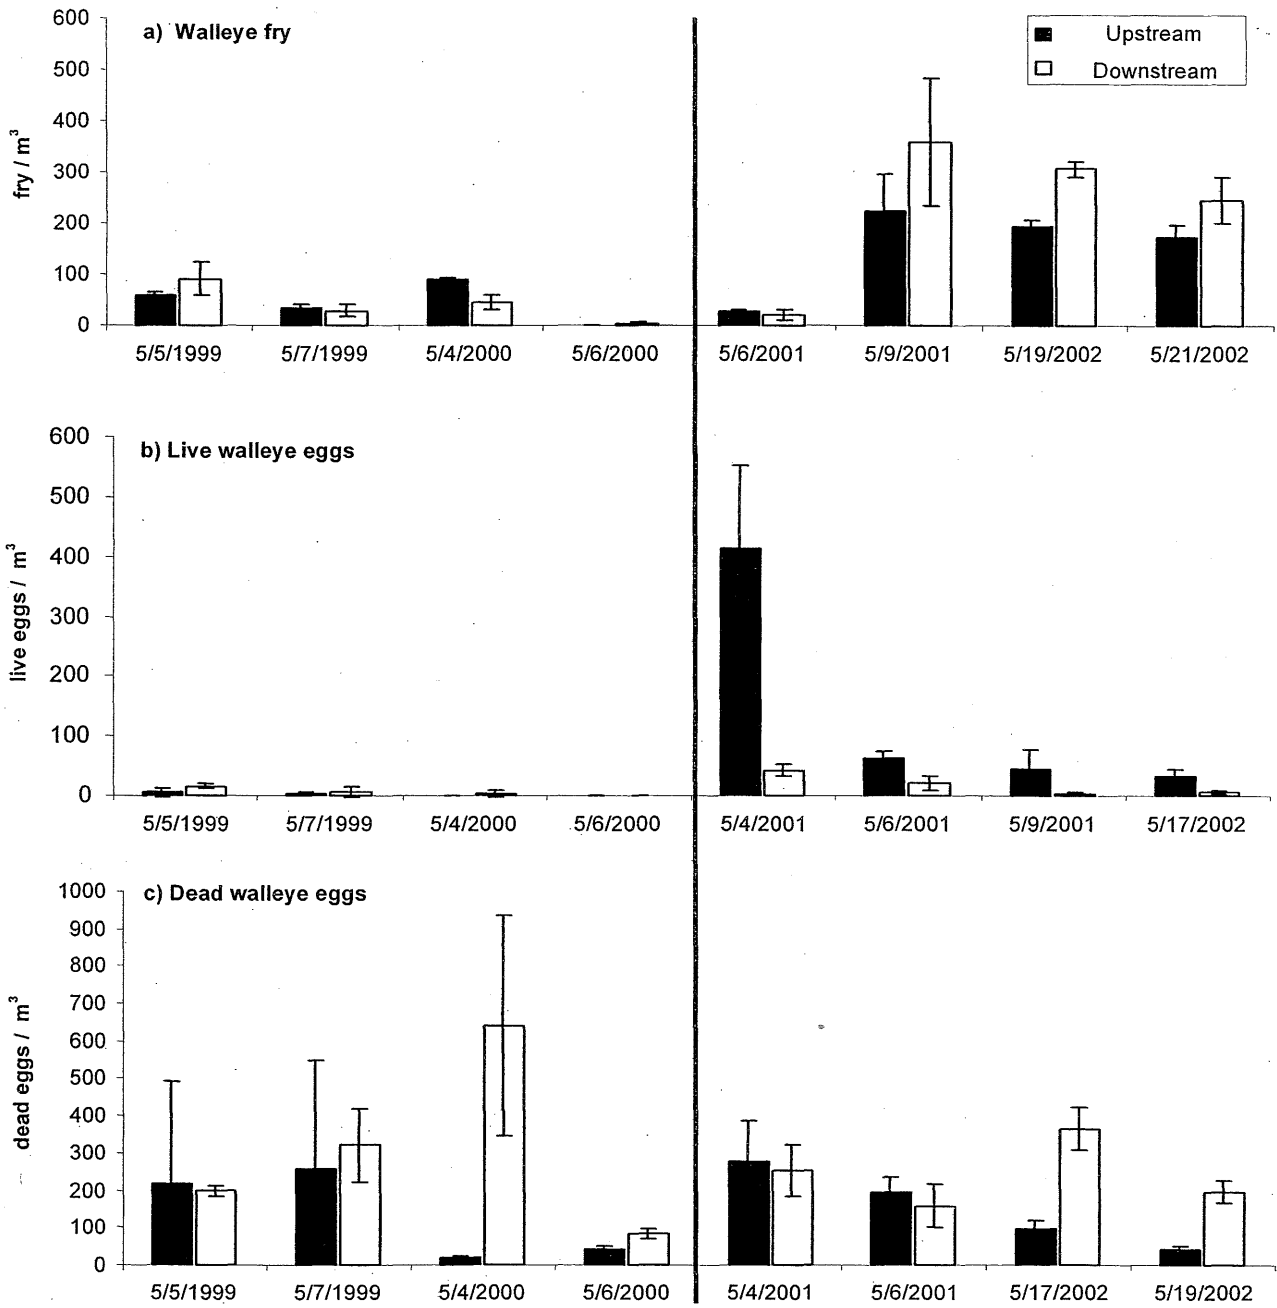 600
a) Walleye fry
Upstream
500
Downstream
400
fry / m³
300
200
100
0
5/5/1999 5/7/1999 5/4/2000 5/6/2000 5/6/2001 5/9/2001 5/19/2002 5/21/2002
600
b) Live walleye eggs
500
400
live eggs / m³
300
200
100
0
5/5/1999 5/7/1999 5/4/2000 5/6/2000 5/4/2001 5/6/2001 5/9/2001 5/17/2002
1000
c) Dead walleye eggs
900
800
700
600
dead eggs / m³
500
400
300
200
100
0
5/5/1999 5/7/1999 5/4/2000 5/6/2000 5/4/2001 5/6/2001 5/17/2002 5/19/2002